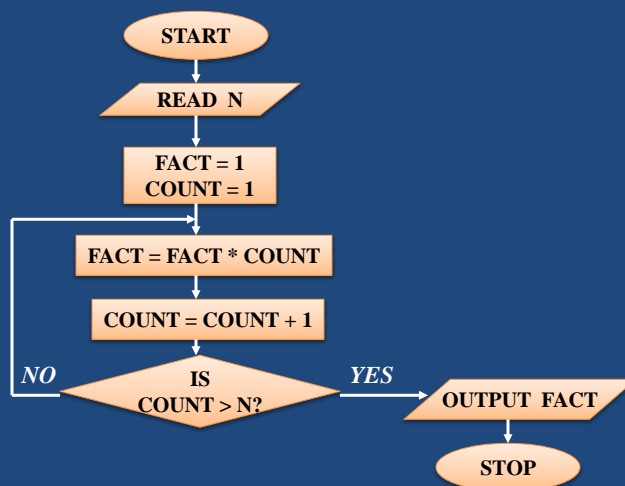 START
READ N
FACT = 1
COUNT = 1
FACT = FACT * COUNT
COUNT = COUNT + 1
IS
COUNT > N?
NO
YES
OUTPUT FACT
STOP